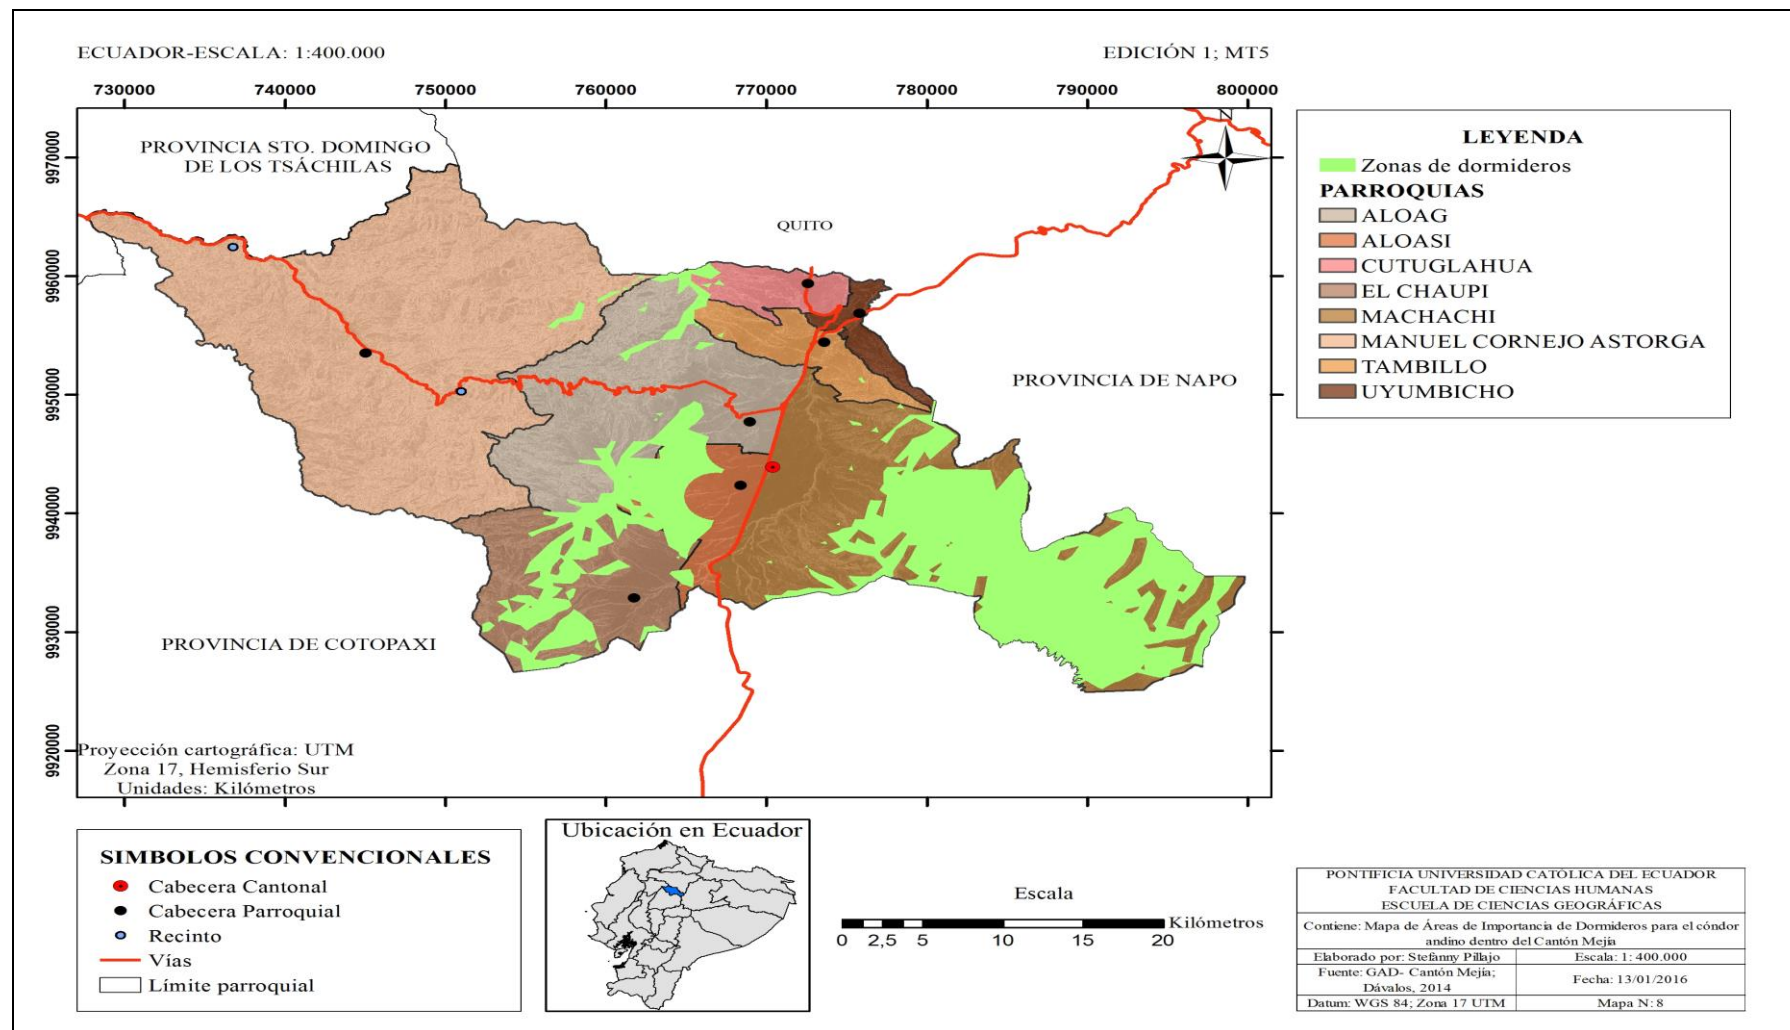 ECUADOR-ESCALA: 1:400.000
EDICIÓN 1; MT5
730000 740000 750000 760000 770000 780000 790000 800000
9970000
9960000
9950000
9940000
9930000
9920000
N
PROVINCIA STO. DOMINGO
DE LOS TSÁCHILAS
QUITO
PROVINCIA DE NAPO
PROVINCIA DE COTOPAXI
Proyección cartográfica: UTM
Zona 17, Hemisferio Sur
Unidades: Kilómetros
LEYENDA
Zonas de dormideros
PARROQUIAS
ALOAG
ALOASI
CUTUGLAHUA
EL CHAUPI
MACHACHI
MANUEL CORNEJO ASTORGA
TAMBILLO
UYUMBICHO
SIMBOLOS CONVENCIONALES
Cabecera Cantonal
Cabecera Parroquial
Recinto
Vías
Límite parroquial
Ubicación en Ecuador
Escala
Kilómetros
0 2,5 5 10 15 20
PONTIFICIA UNIVERSIDAD CATÓLICA DEL ECUADOR
FACULTAD DE CIENCIAS HUMANAS
ESCUELA DE CIENCIAS GEOGRÁFICAS
Contiene: Mapa de Áreas de Importancia de Dormideros para el cóndor
andino dentro del Cantón Mejía
Elaborado por: Stefanny Pillajo
Escala: 1: 400.000
Fuente: GAD- Cantón Mejía;
Dávalos, 2014
Fecha: 13/01/2016
Datum: WGS 84; Zona 17 UTM
Mapa N: 8